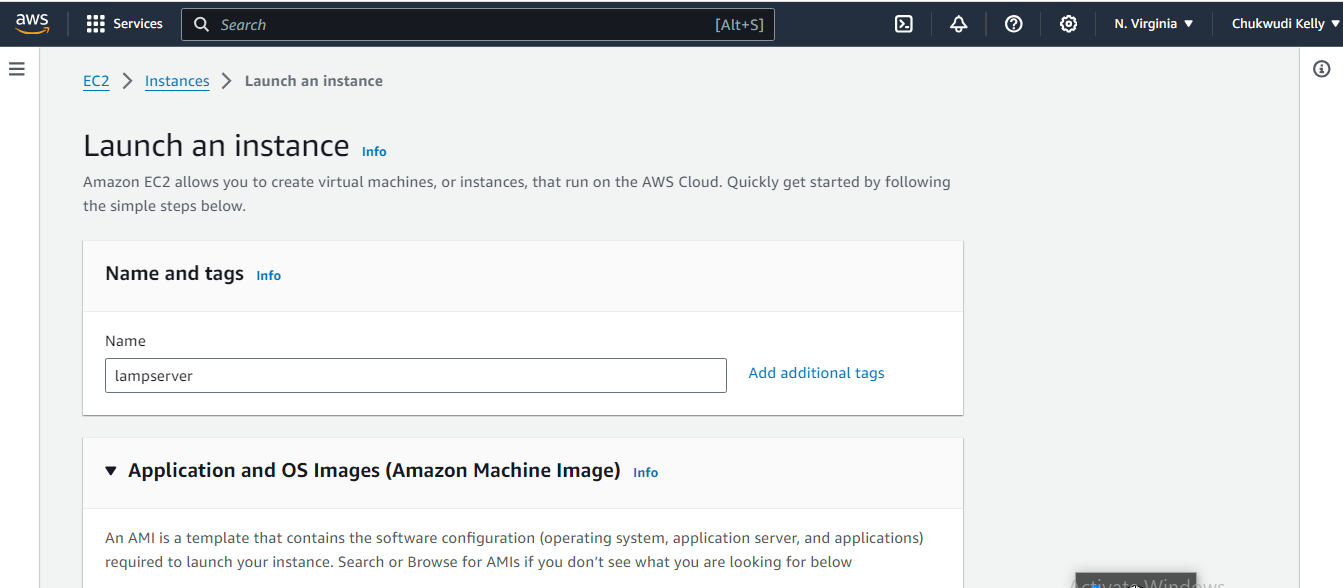 aws Services Search [Alt+S] N. Virginia Chukwudi Kelly
EC2 Instances Launch an instance
Launch an instance Info
Amazon EC2 allows you to create virtual machines, or instances, that run on the AWS Cloud. Quickly get started by following
the simple steps below.
Name and tags Info
Name
lampserver Add additional tags
Application and OS Images (Amazon Machine Image) Info
An AMI is a template that contains the software configuration (operating system, application server, and applications)
required to launch your instance. Search or Browse for AMIs if you don’t see what you are looking for below
Activate Windows